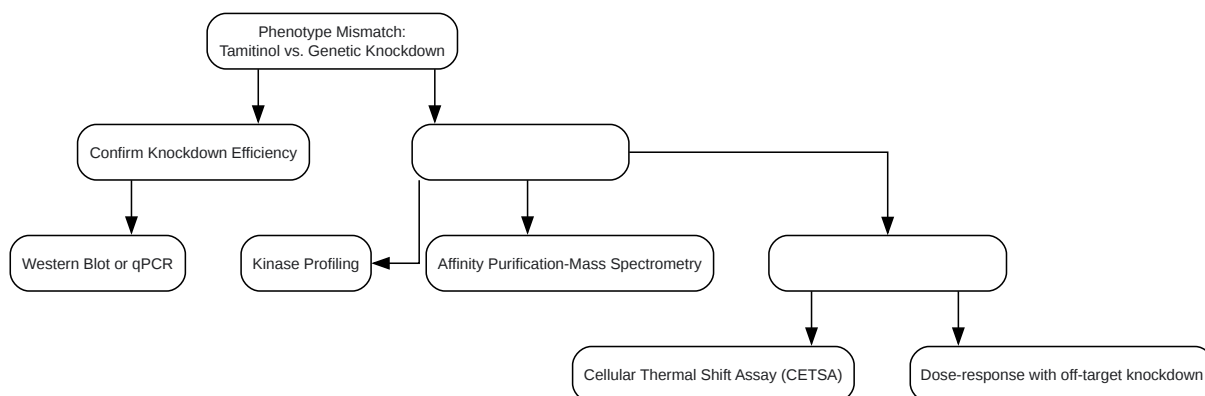 Phenotype Mismatch:
Tamitinol vs. Genetic Knockdown
Confirm Knockdown Efficiency
Western Blot or qPCR
Kinase Profiling
Affinity Purification-Mass Spectrometry
Cellular Thermal Shift Assay (CETSA)
Dose-response with off-target knockdown